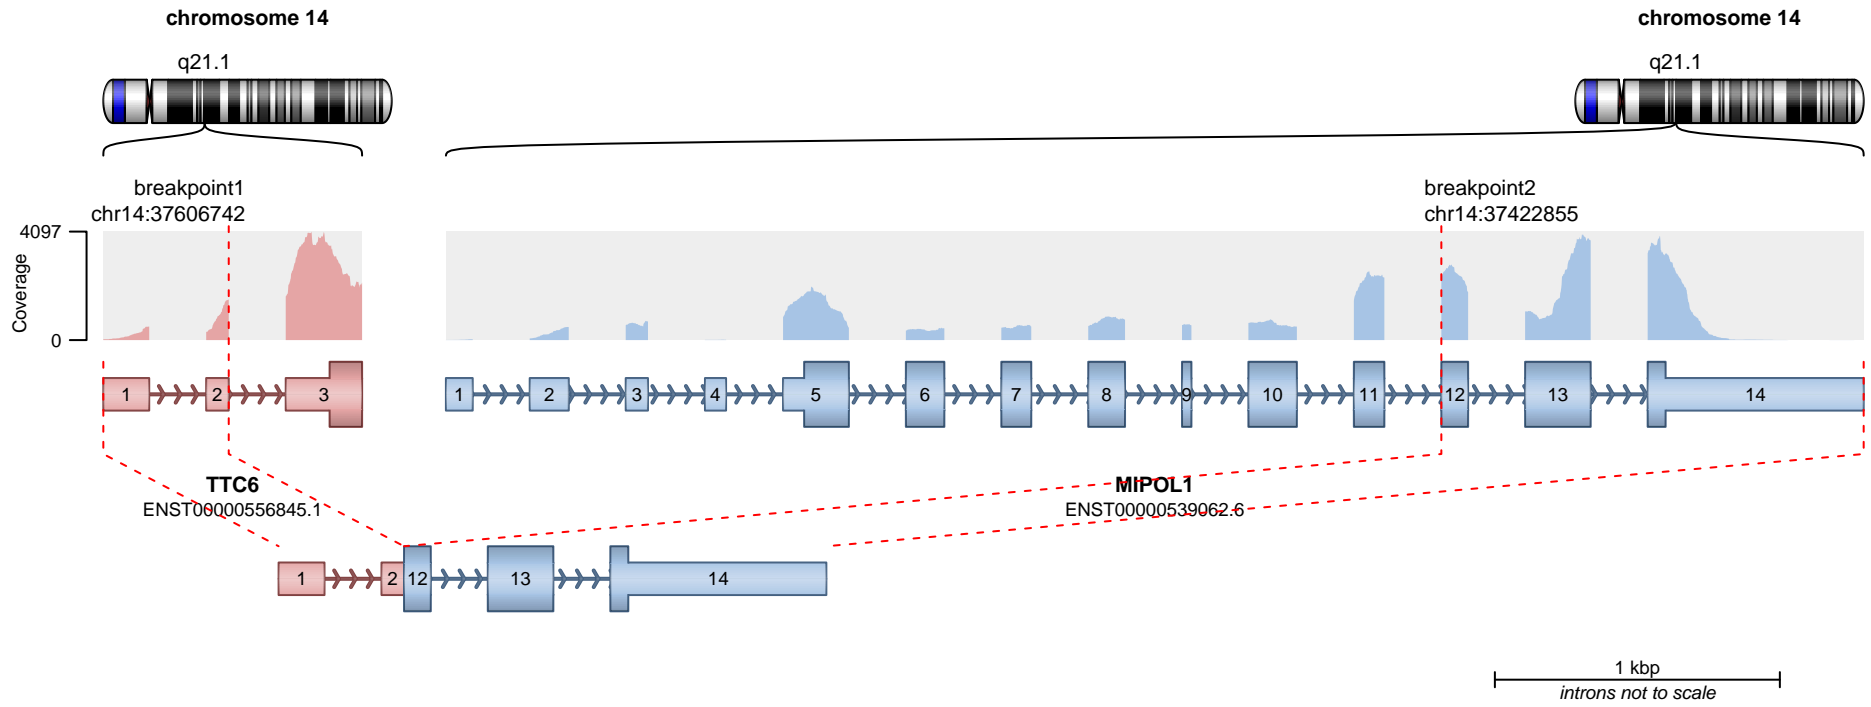 chromosome 14
chromosome 14
q21.1
q21.1
breakpoint1
chr14:37606742
breakpoint2
chr14:37422855
4097
Coverage
0
1 2 3
1 2 3 4 5 6 7 8 9 10 11 12 13 14
TTC6
ENST00000556845.1
MIPOL1
ENST00000539062.6
1 2 12 13 14
1 kbp
introns not to scale